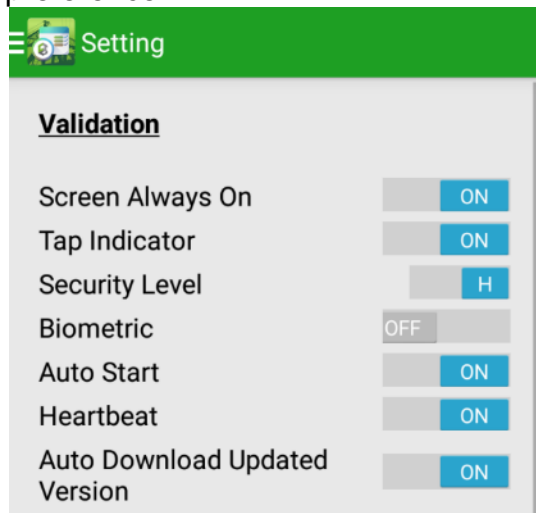 Setting
Validation
Screen Always On ON
Tap Indicator ON
Security Level H
Biometric OFF
Auto Start ON
Heartbeat ON
Auto Download Updated
Version ON